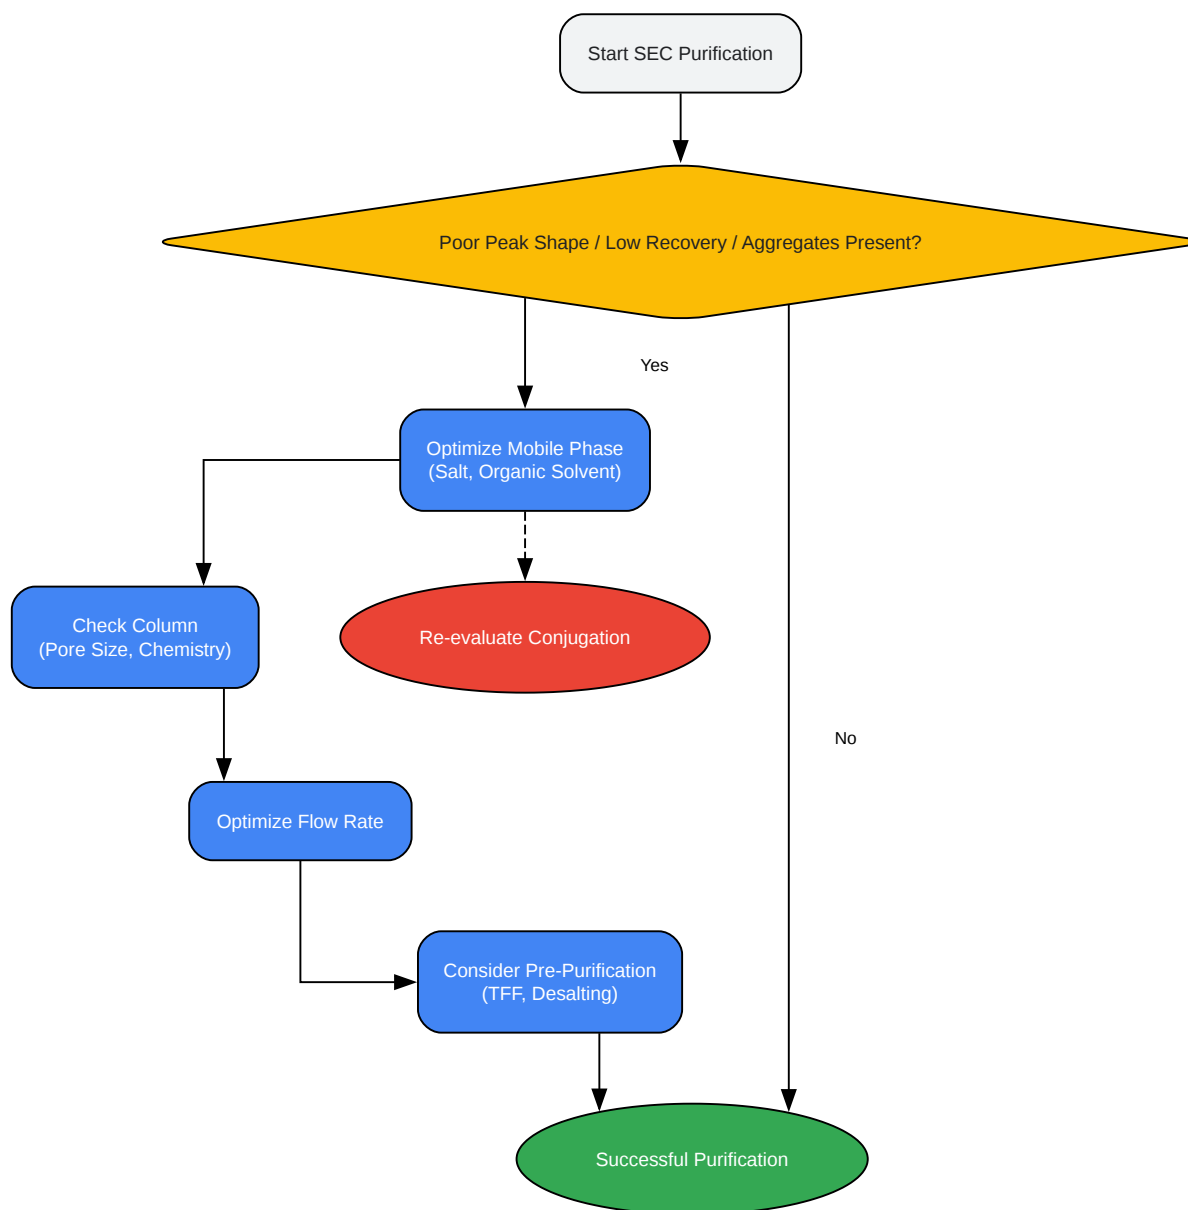 Start SEC Purification
Poor Peak Shape / Low Recovery / Aggregates Present?
Yes
Optimize Mobile Phase
(Salt, Organic Solvent)
Check Column
(Pore Size, Chemistry)
Re-evaluate Conjugation
No
Optimize Flow Rate
Consider Pre-Purification
(TFF, Desalting)
Successful Purification